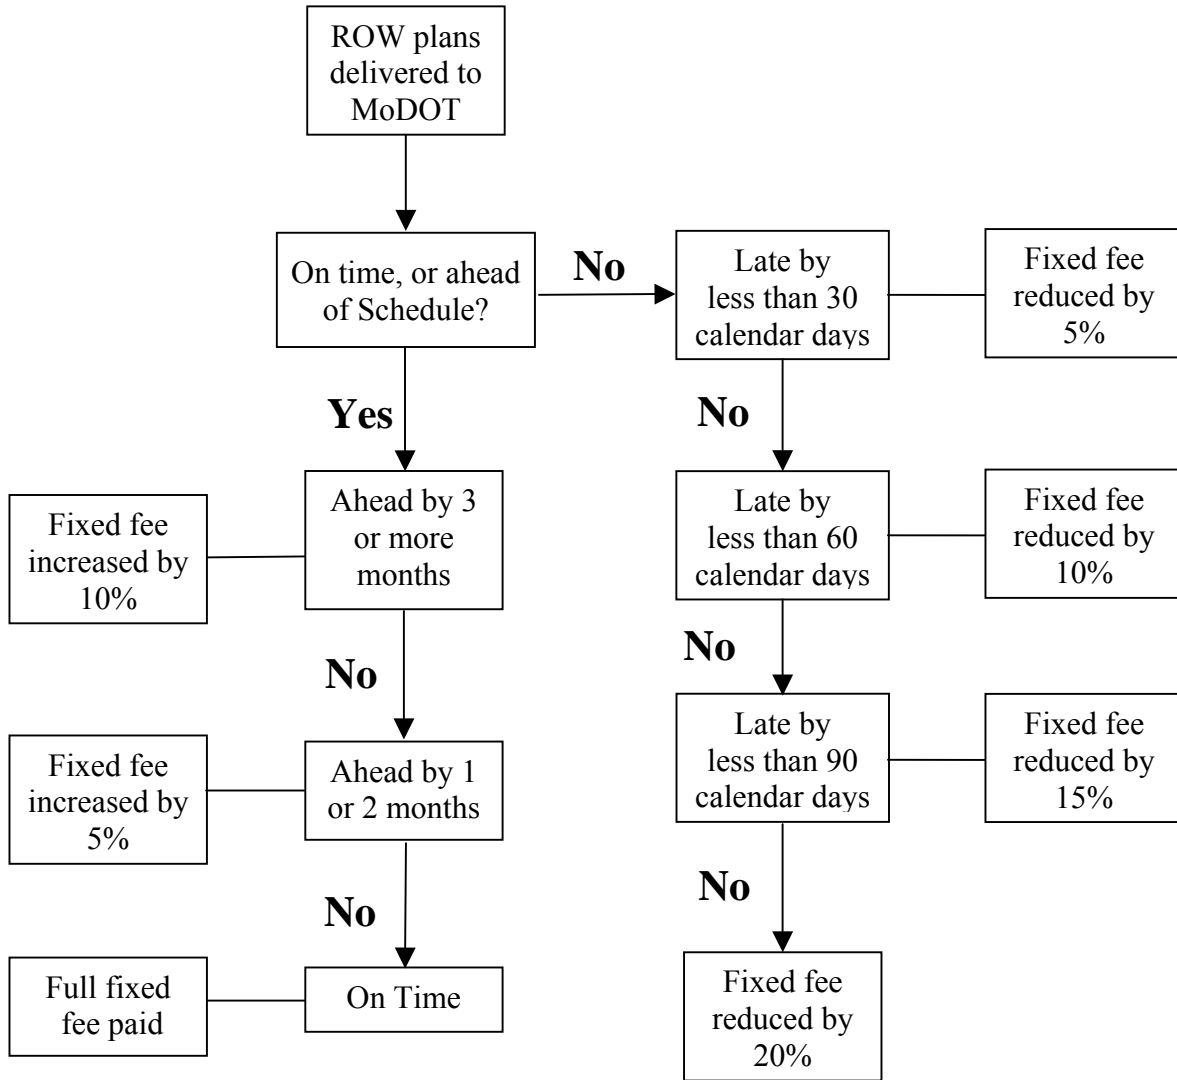 ROW plans
delivered to
MoDOT
On time, or ahead
of Schedule?
No
Late by
less than 30
calendar days
Fixed fee
reduced by
5%
Yes
No
Fixed fee
increased by
10%
Ahead by 3
or more
months
Late by
less than 60
calendar days
Fixed fee
reduced by
10%
No
No
Fixed fee
increased by
5%
Ahead by 1
or 2 months
Late by
less than 90
calendar days
Fixed fee
reduced by
15%
No
No
Full fixed
fee paid
On Time
Fixed fee
reduced by
20%